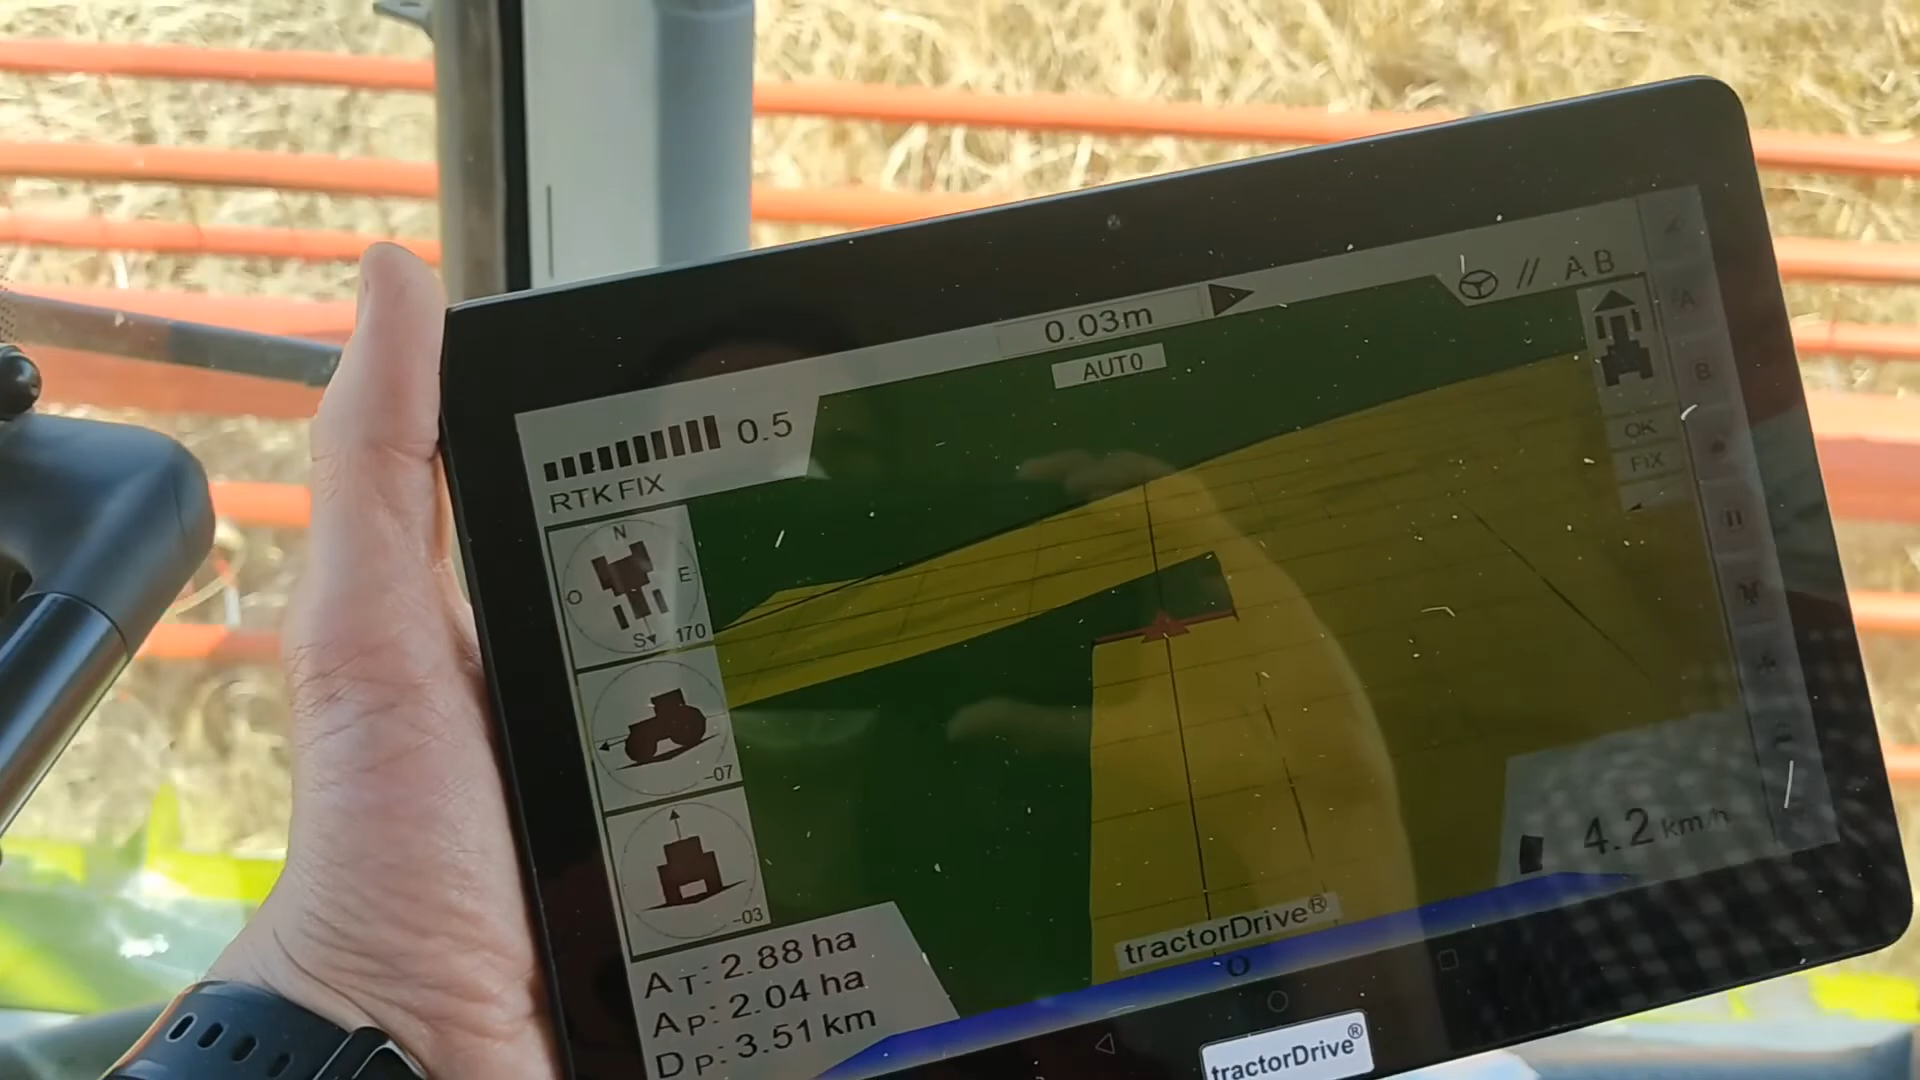 0.03m
// A B
AUTO
0.5
RTK FIX
N
E
O
S
170
-07
-03
OK
FIX
A
B
4.2 km/h
tractorDrive®
0
AT: 2.88 ha
AP: 2.04 ha
DP: 3.51 km
tractorDrive®